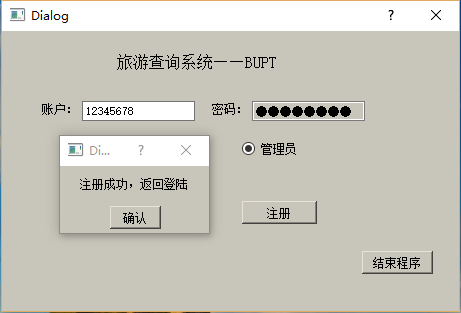 Dialog
旅游查询系统——BUPT
账户： 12345678 密码： ●●●●●●●●
Di...
管理员
注册成功，返回登陆
确认
注册
结束程序